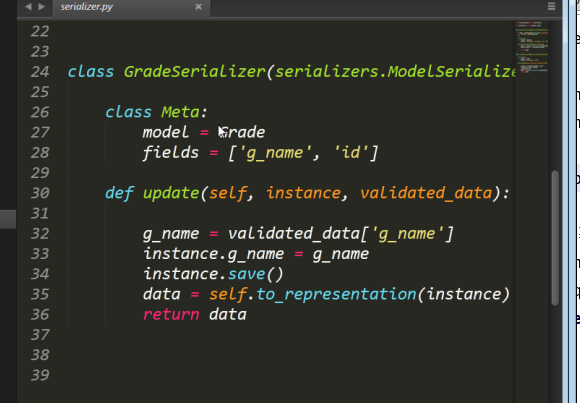 serializer.py
22
23
24 class GradeSerializer(serializers.ModelSerialize
25
26 class Meta:
27 model = Grade
28 fields = ['g_name', 'id']
29
30 def update(self, instance, validated_data):
31
32 g_name = validated_data['g_name']
33 instance.g_name = g_name
34 instance.save()
35 data = self.to_representation(instance)
36 return data
37
38
39